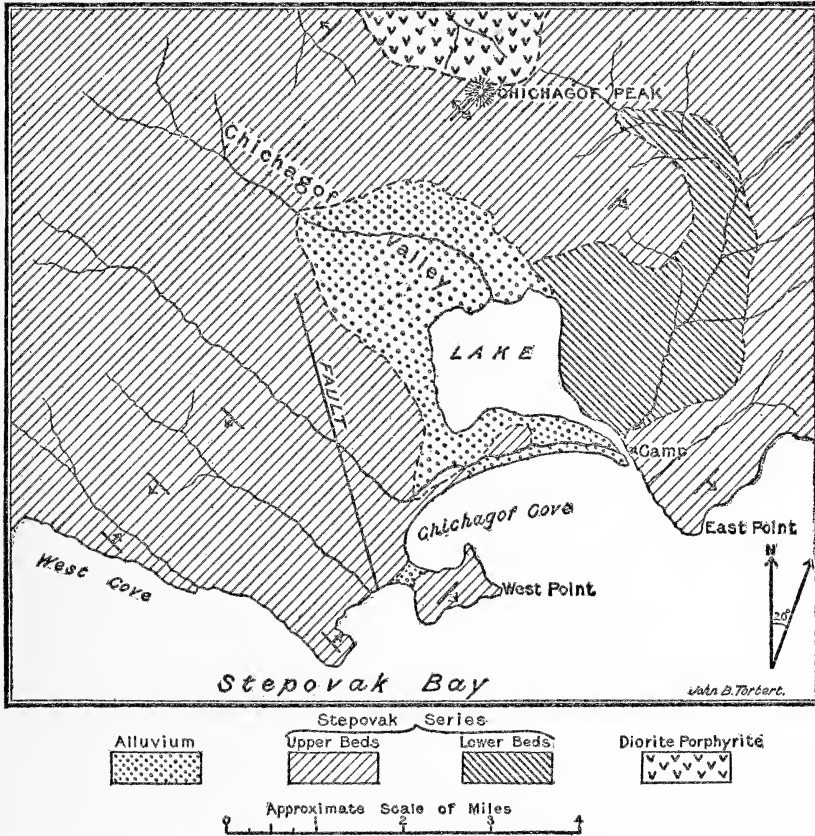 CHICHAGOF PEAK
Chichagof
Valley
LAKE
FAULT
Camp
Chichagof Cove
East Point
West Cove
West Point
N
20°
Stepovak Bay
John B. Torbert.
Stepovak Series
Alluvium Upper Beds Lower Beds Diorite Porphyrite
Approximate Scale of Miles
0 1 2 3 4